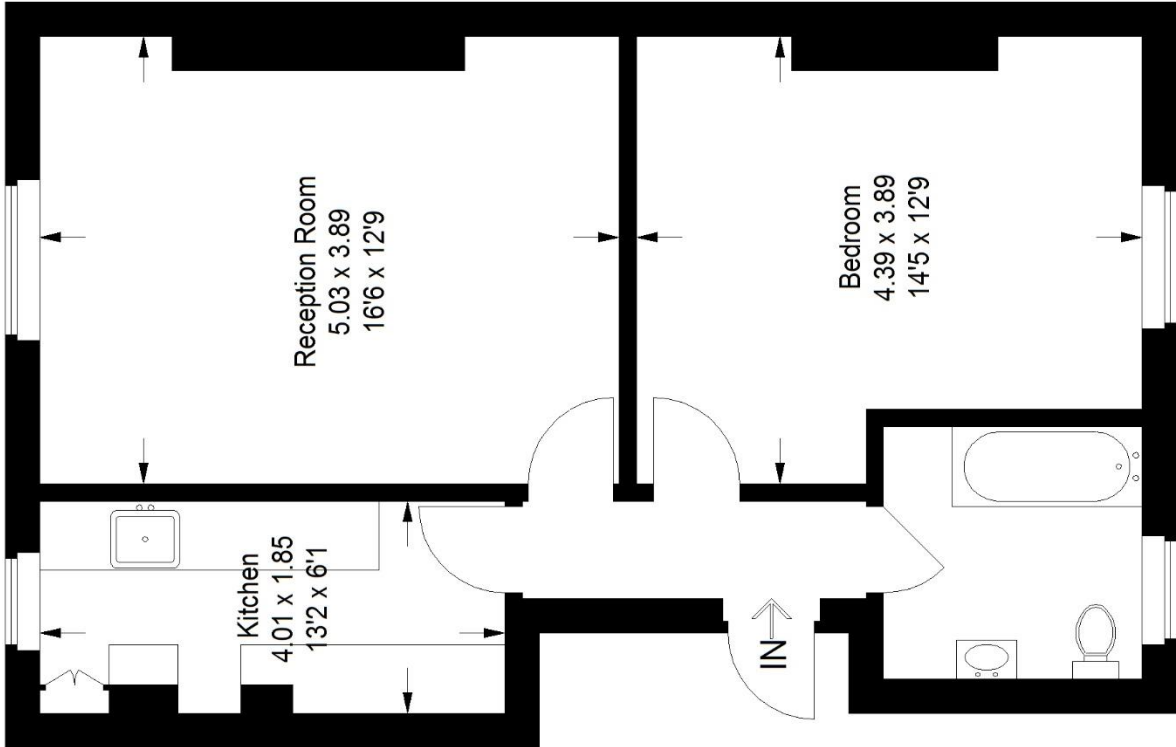 Reception Room
5.03 x 3.89
16'6 x 12'9
Bedroom
4.39 x 3.89
14'5 x 12'9
Kitchen
4.01 x 1.85
13'2 x 6'1
IN